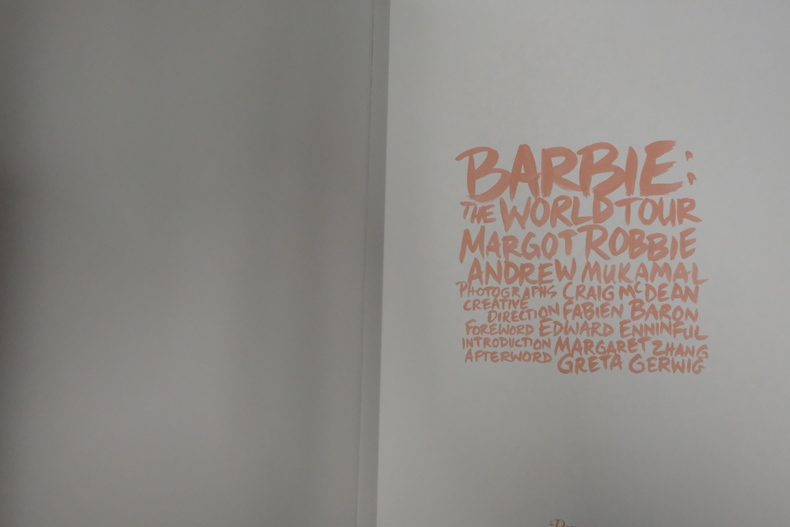 BARBIE:
THE WORLD TOUR
MARGOT ROBBIE
ANDREW MUKAMAL
PHOTOGRAPHS CRAIG McDEAN
CREATIVE DIRECTION FABIEN BARON
FOREWORD EDWARD ENNINFUL
INTRODUCTION MARGARET ZHANG
AFTERWORD GRETA GERWIG